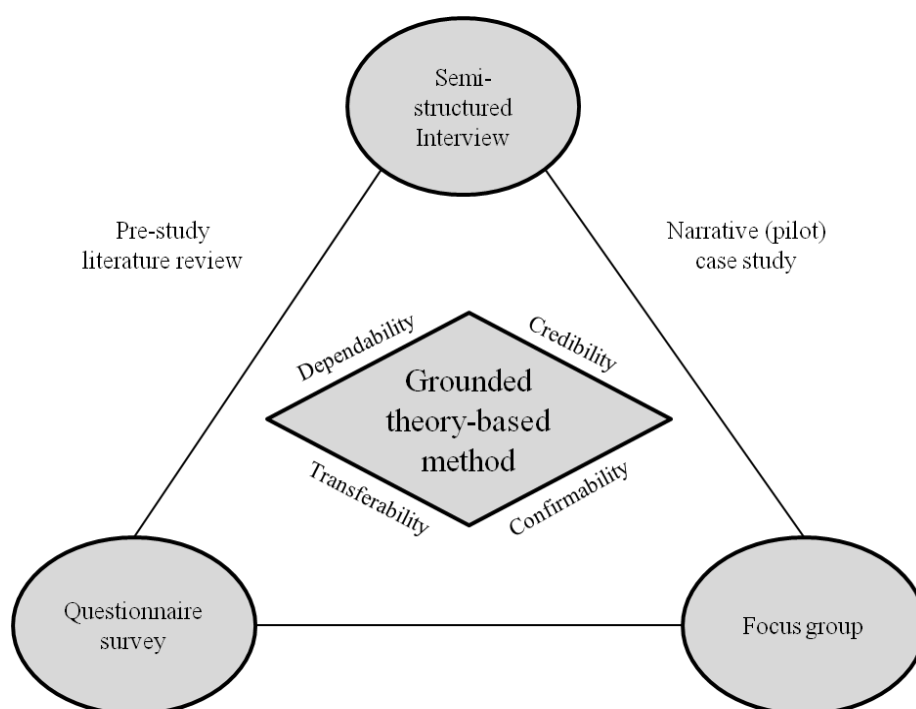 Semi-
structured
Interview
Pre-study
literature review
Narrative (pilot)
case study
Dependability
Credibility
Grounded
theory-based
method
Transferability
Confirmability
Questionnaire
survey
Focus group